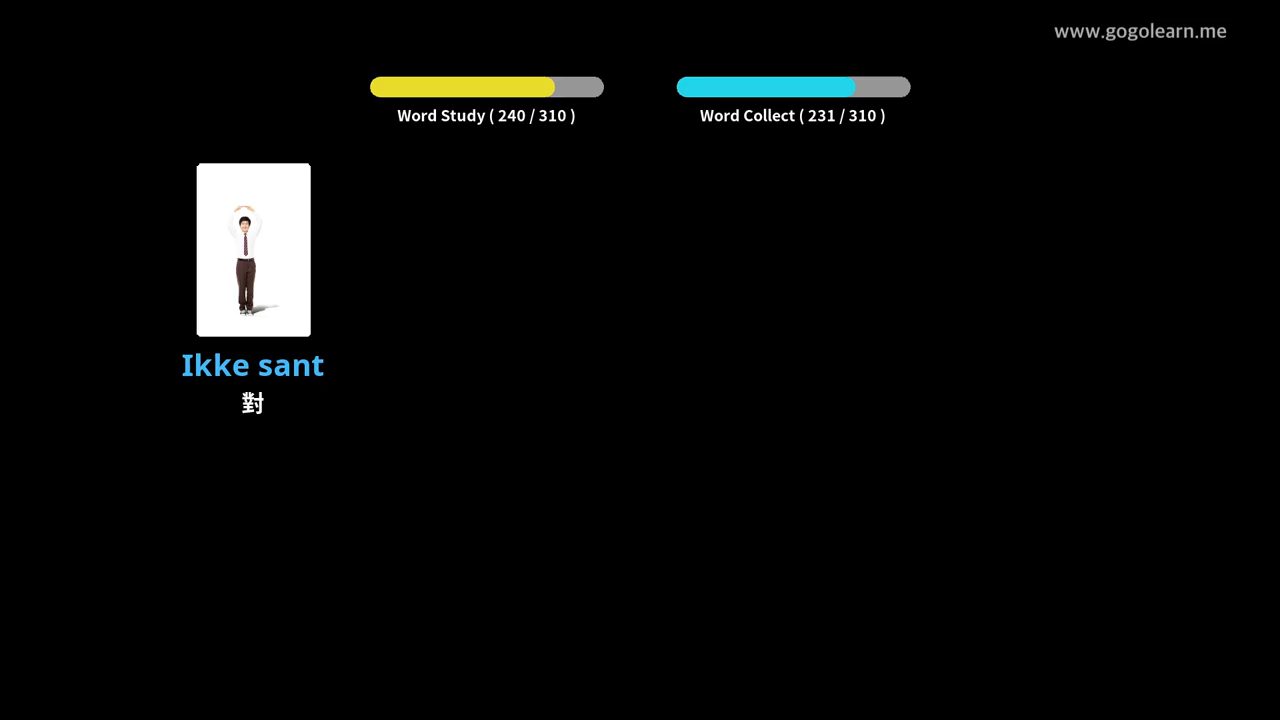 www.gogolearn.me
Word Study ( 240 / 310 )
Word Collect ( 231 / 310 )
Ikke sant
對